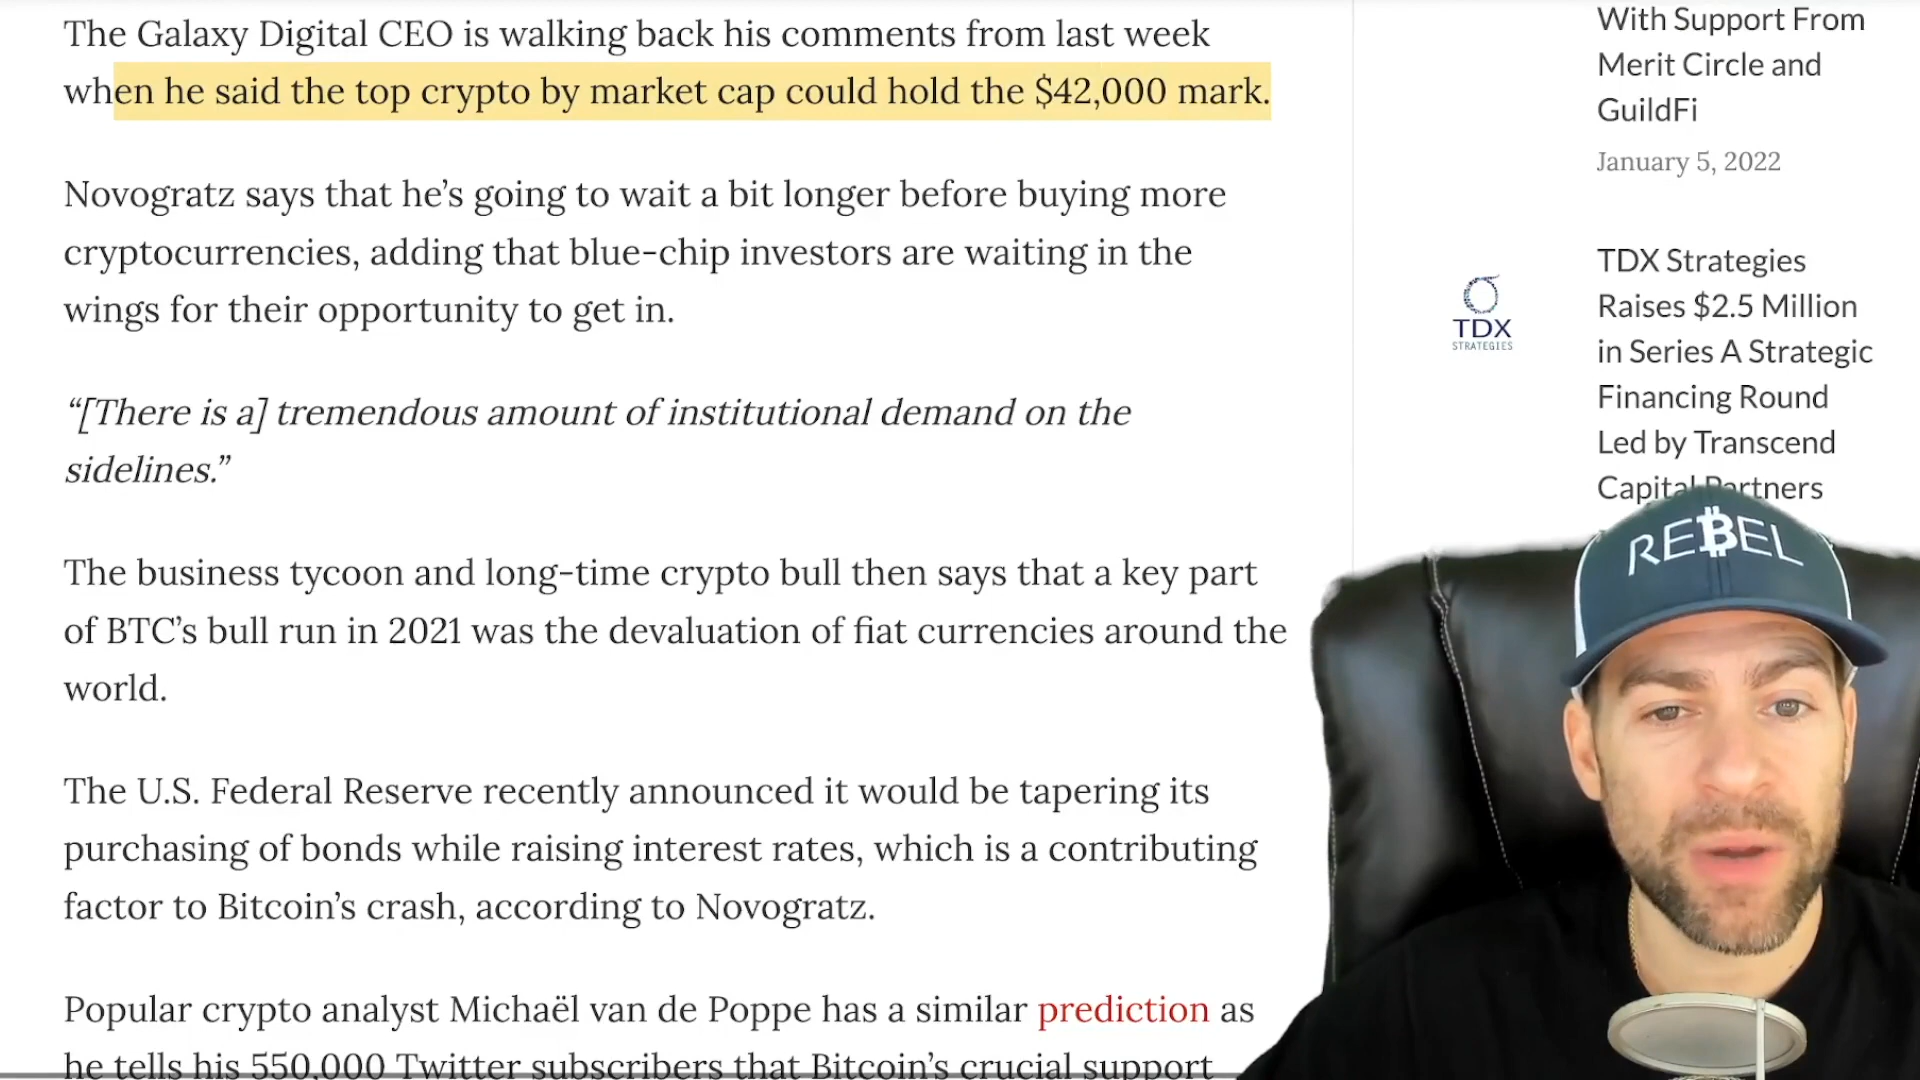 The Galaxy Digital CEO is walking back his comments from last week
when he said the top crypto by market cap could hold the $42,000 mark.
Novogratz says that he’s going to wait a bit longer before buying more
cryptocurrencies, adding that blue-chip investors are waiting in the
wings for their opportunity to get in.
“[There is a] tremendous amount of institutional demand on the
sidelines.”
The business tycoon and long-time crypto bull then says that a key part
of BTC’s bull run in 2021 was the devaluation of fiat currencies around the
world.
The U.S. Federal Reserve recently announced it would be tapering its
purchasing of bonds while raising interest rates, which is a contributing
factor to Bitcoin’s crash, according to Novogratz.
Popular crypto analyst Michaël van de Poppe has a similar prediction as
he tells his 550,000 Twitter subscribers that Bitcoin’s crucial support
With Support From
Merit Circle and
GuildFi
January 5, 2022
TDX
STRATEGIES
TDX Strategies
Raises $2.5 Million
in Series A Strategic
Financing Round
Led by Transcend
Capital Partners
REBEL